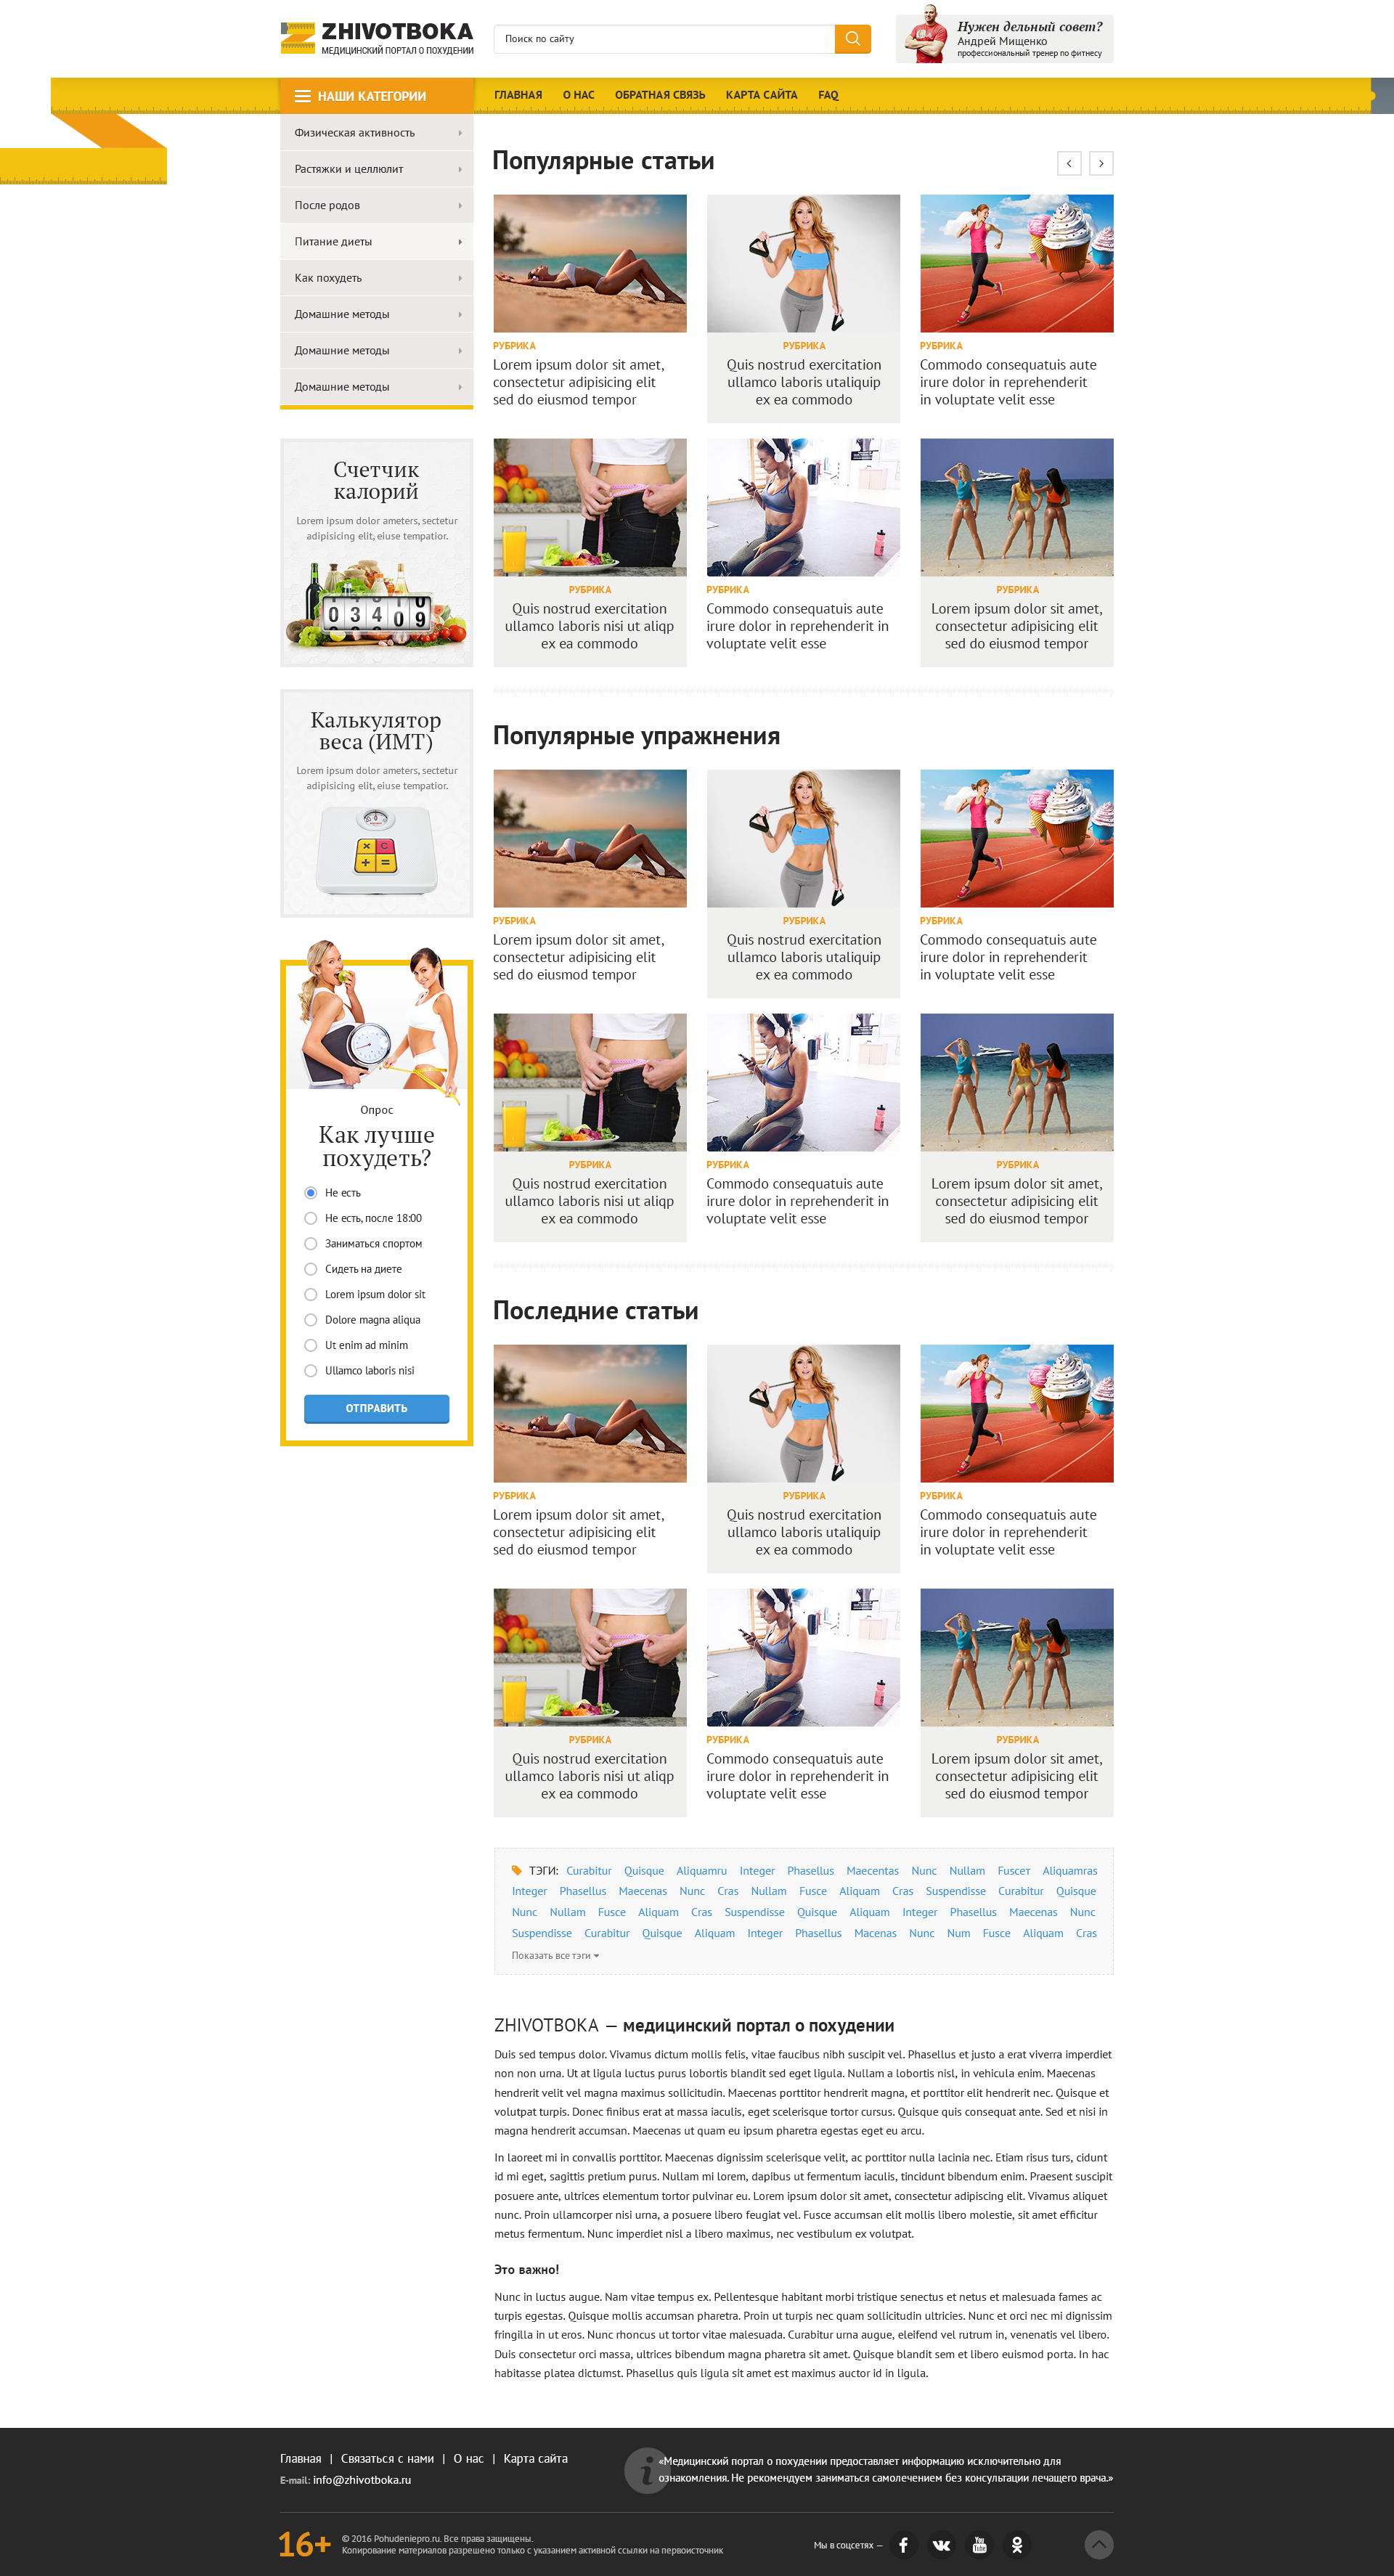 ZHIVOTBOKA
МЕДИЦИНСКИЙ ПОРТАЛ О ПОХУДЕНИИ
Поиск по сайту
Нужен дельный совет?
Андрей Мищенко
профессиональный тренер по фитнесу
НАШИ КАТЕГОРИИ
ГЛАВНАЯ О НАС ОБРАТНАЯ СВЯЗЬ КАРТА САЙТА FAQ
Физическая активность
Растяжки и целлюлит
После родов
Питание диеты
Как похудеть
Домашние методы
Домашние методы
Домашние методы
Счетчик
калорий
Lorem ipsum dolor ameters, sectetur
adipisicing elit, eiuse tempatior.
03409
Калькулятор
веса (ИМТ)
Lorem ipsum dolor ameters, sectetur
adipisicing elit, eiuse tempatior.
× C
+ =
Опрос
Как лучше
похудеть?
Не есть
Не есть, после 18:00
Заниматься спортом
Сидеть на диете
Lorem ipsum dolor sit
Dolore magna aliqua
Ut enim ad minim
Ullamco laboris nisi
ОТПРАВИТЬ
Популярные статьи
РУБРИКА
Lorem ipsum dolor sit amet,
consectetur adipisicing elit
sed do eiusmod tempor
РУБРИКА
Quis nostrud exercitation
ullamco laboris utaliquip
ex ea commodo
РУБРИКА
Commodo consequatuis aute
irure dolor in reprehenderit
in voluptate velit esse
РУБРИКА
Quis nostrud exercitation
ullamco laboris nisi ut aliqp
ex ea commodo
РУБРИКА
Commodo consequatuis aute
irure dolor in reprehenderit in
voluptate velit esse
РУБРИКА
Lorem ipsum dolor sit amet,
consectetur adipisicing elit
sed do eiusmod tempor
Популярные упражнения
РУБРИКА
Lorem ipsum dolor sit amet,
consectetur adipisicing elit
sed do eiusmod tempor
РУБРИКА
Quis nostrud exercitation
ullamco laboris utaliquip
ex ea commodo
РУБРИКА
Commodo consequatuis aute
irure dolor in reprehenderit
in voluptate velit esse
РУБРИКА
Quis nostrud exercitation
ullamco laboris nisi ut aliqp
ex ea commodo
РУБРИКА
Commodo consequatuis aute
irure dolor in reprehenderit in
voluptate velit esse
РУБРИКА
Lorem ipsum dolor sit amet,
consectetur adipisicing elit
sed do eiusmod tempor
Последние статьи
РУБРИКА
Lorem ipsum dolor sit amet,
consectetur adipisicing elit
sed do eiusmod tempor
РУБРИКА
Quis nostrud exercitation
ullamco laboris utaliquip
ex ea commodo
РУБРИКА
Commodo consequatuis aute
irure dolor in reprehenderit
in voluptate velit esse
РУБРИКА
Quis nostrud exercitation
ullamco laboris nisi ut aliqp
ex ea commodo
РУБРИКА
Commodo consequatuis aute
irure dolor in reprehenderit in
voluptate velit esse
РУБРИКА
Lorem ipsum dolor sit amet,
consectetur adipisicing elit
sed do eiusmod tempor
ТЭГИ: Curabitur Quisque Aliquamru Integer Phasellus Maecentas Nunc Nullam Fusceт Aliquamras
Integer Phasellus Maecenas Nunc Cras Nullam Fusce Aliquam Cras Suspendisse Curabitur Quisque
Nunc Nullam Fusce Aliquam Cras Suspendisse Quisque Aliquam Integer Phasellus Maecenas Nunc
Suspendisse Curabitur Quisque Aliquam Integer Phasellus Macenas Nunc Num Fusce Aliquam Cras
Показать все тэги
ZHIVOTBOKA — медицинский портал о похудении
Duis sed tempus dolor. Vivamus dictum mollis felis, vitae faucibus nibh suscipit vel. Phasellus et justo a erat viverra imperdiet
non non urna. Ut at ligula luctus purus lobortis blandit sed eget ligula. Nullam a lobortis nisl, in vehicula enim. Maecenas
hendrerit velit vel magna maximus sollicitudin. Maecenas porttitor hendrerit magna, et porttitor elit hendrerit nec. Quisque et
volutpat turpis. Donec finibus erat at massa iaculis, eget scelerisque tortor cursus. Quisque quis consequat ante. Sed et nisi in
magna hendrerit accumsan. Maecenas ut quam eu ipsum pharetra egestas eget eu arcu.
In laoreet mi in convallis porttitor. Maecenas dignissim scelerisque velit, ac porttitor nulla lacinia nec. Etiam risus turs, cidunt
id mi eget, sagittis pretium purus. Nullam mi lorem, dapibus ut fermentum iaculis, tincidunt bibendum enim. Praesent suscipit
posuere ante, ultrices elementum tortor pulvinar eu. Lorem ipsum dolor sit amet, consectetur adipiscing elit. Vivamus aliquet
nunc. Proin ullamcorper nisi urna, a posuere libero feugiat vel. Fusce accumsan elit mollis libero molestie, sit amet efficitur
metus fermentum. Nunc imperdiet nisl a libero maximus, nec vestibulum ex volutpat.
Это важно!
Nunc in luctus augue. Nam vitae tempus ex. Pellentesque habitant morbi tristique senectus et netus et malesuada fames ac
turpis egestas. Quisque mollis accumsan pharetra. Proin ut turpis nec quam sollicitudin ultricies. Nunc et orci nec mi dignissim
fringilla in ut eros. Nunc rhoncus ut tortor vitae malesuada. Curabitur urna augue, eleifend vel rutrum in, venenatis vel libero.
Duis consectetur orci massa, ultrices bibendum magna pharetra sit amet. Quisque blandit sem et libero euismod porta. In hac
habitasse platea dictumst. Phasellus quis ligula sit amet est maximus auctor id in ligula.
Главная | Связаться с нами | О нас | Карта сайта
E-mail: info@zhivotboka.ru
«Медицинский портал о похудении предоставляет информацию исключительно для
ознакомления. Не рекомендуем заниматься самолечением без консультации лечащего врача.»
16+
© 2016 Pohudeniepro.ru. Все права защищены.
Копирование материалов разрешено только с указанием активной ссылки на первоисточник
Мы в соцсетях —
You Tube